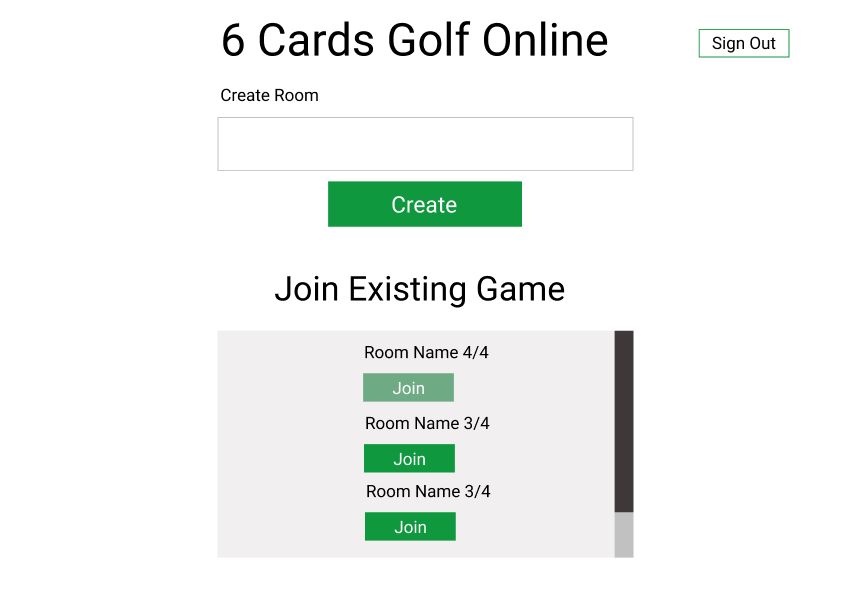 6 Cards Golf Online
Sign Out
Create Room
Create
Join Existing Game
Room Name 4/4
Join
Room Name 3/4
Join
Room Name 3/4
Join